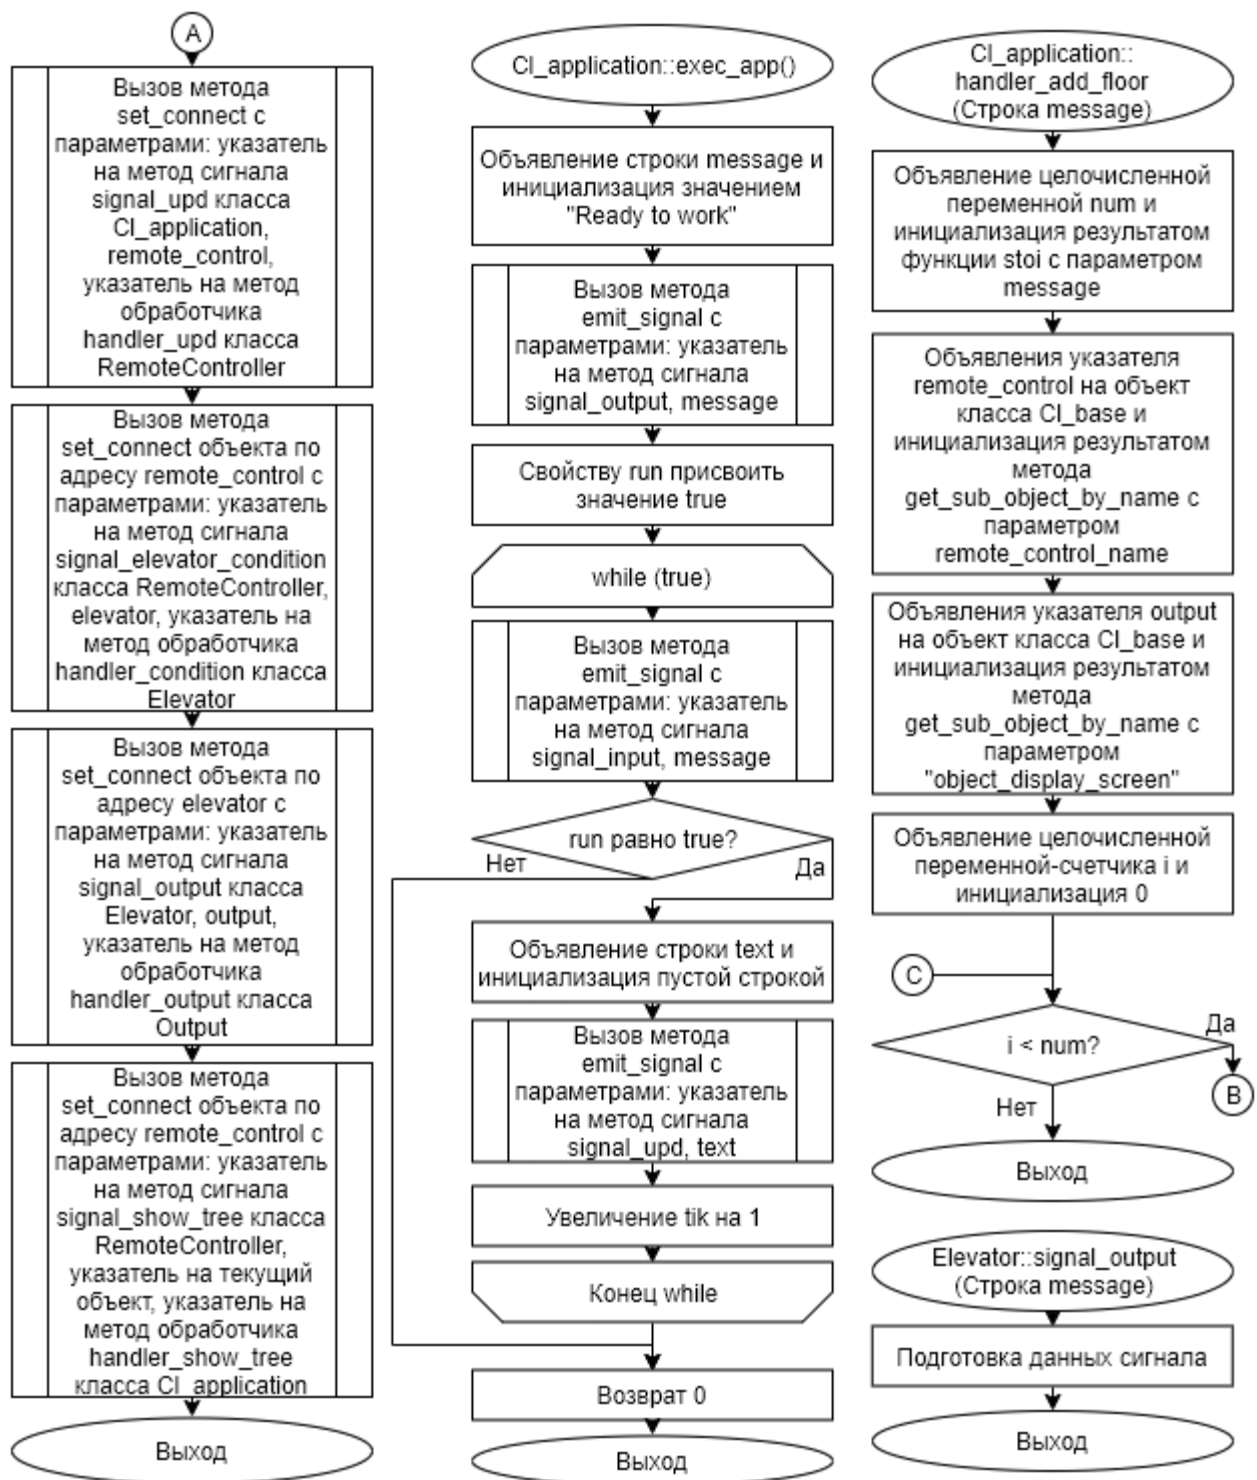 A
Вызов метода
set_connect с
параметрами: указатель
на метод сигнала
signal_upd класса
Cl_application,
remote_control,
указатель на метод
обработчика
handler_upd класса
RemoteController
Вызов метода
set_connect объекта по
адресу remote_control с
параметрами: указатель
на метод сигнала
signal_elevator_condition
класса RemoteController,
elevator, указатель на
метод обработчика
handler_condition класса
Elevator
Вызов метода
set_connect объекта по
адресу elevator с
параметрами: указатель
на метод сигнала
signal_output класса
Elevator, output,
указатель на метод
обработчика
handler_output класса
Output
Вызов метода
set_connect объекта по
адресу remote_control с
параметрами: указатель
на метод сигнала
signal_show_tree класса
RemoteController,
указатель на текущий
объект, указатель на
метод обработчика
handler_show_tree
класса Cl_application
Выход
Cl_application::exec_app()
Объявление строки message и
инициализация значением
"Ready to work"
Вызов метода
emit_signal с
параметрами: указатель
на метод сигнала
signal_output, message
Свойству run присвоить
значение true
while (true)
Вызов метода
emit_signal с
параметрами: указатель
на метод сигнала
signal_input, message
run равно true?
Нет
Да
Объявление строки text и
инициализация пустой строкой
Вызов метода
emit_signal с
параметрами: указатель
на метод сигнала
signal_upd, text
Увеличение tik на 1
Конец while
Возврат 0
Выход
Cl_application::
handler_add_floor
(Строка message)
Объявление целочисленной
переменной num и
инициализация результатом
функции stoi с параметром
message
Объявления указателя
remote_control на объект
класса Cl_base и
инициализация результатом
метода
get_sub_object_by_name с
параметром
remote_control_name
Объявления указателя output
на объект класса Cl_base и
инициализация результатом
метода
get_sub_object_by_name с
параметром
"object_display_screen"
Объявление целочисленной
переменной-счетчика i и
инициализация 0
C
i < num?
Да
B
Нет
Выход
Elevator::signal_output
(Строка message)
Подготовка данных сигнала
Выход